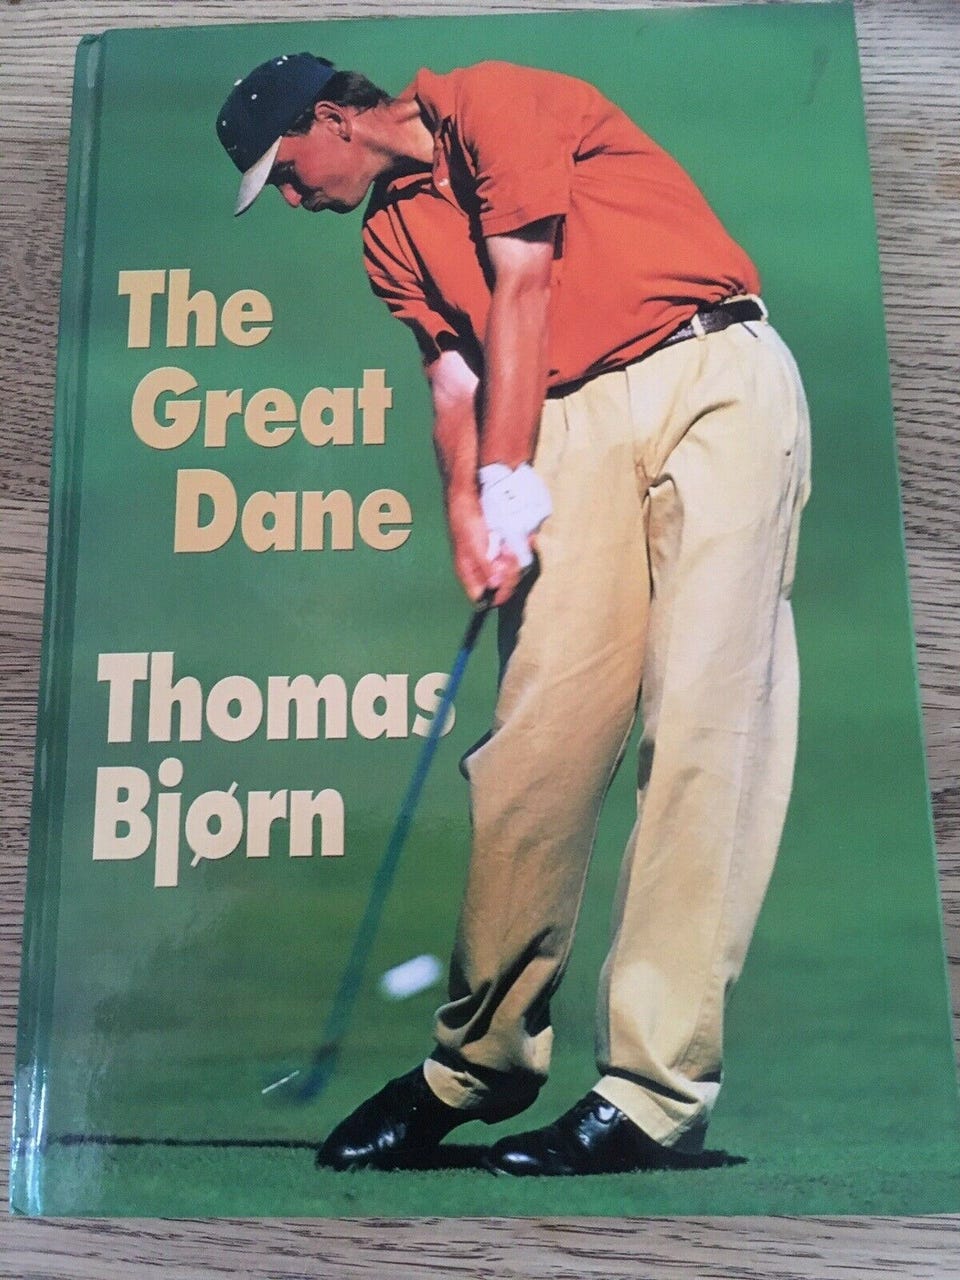 The
Great
Dane
Thomas
Bjørn